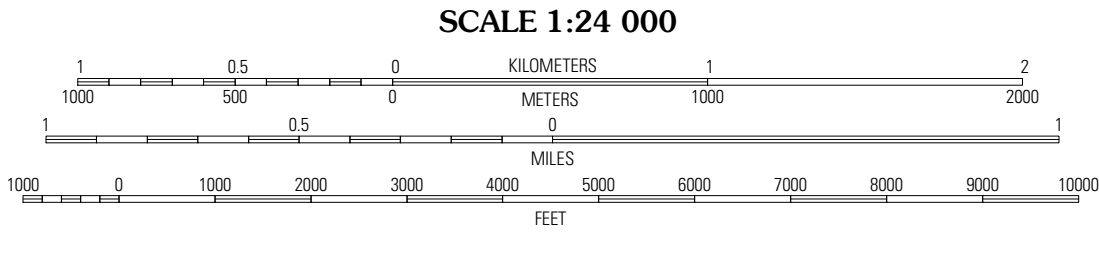 SCALE 1:24 000
1 0.5 0 KILOMETERS 1 2
1000 500 0 METERS 1000 2000
1 0.5 0 1
MILES
1000 0 1000 2000 3000 4000 5000 6000 7000 8000 9000 10000
FEET